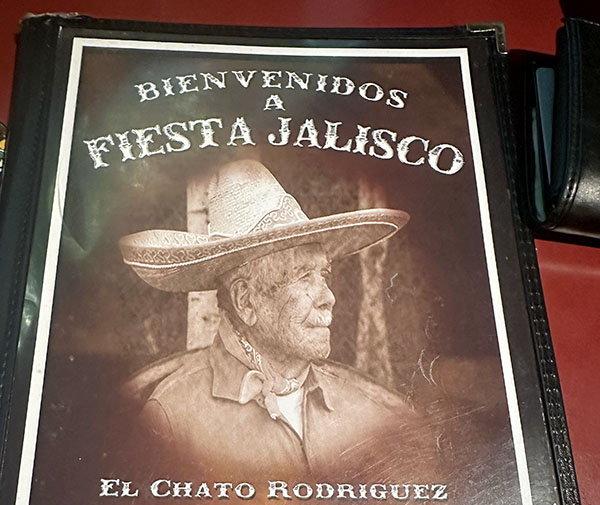 BIENVENIDOS
A
FIESTA JALISCO
EL CHATO RODRIGUEZ